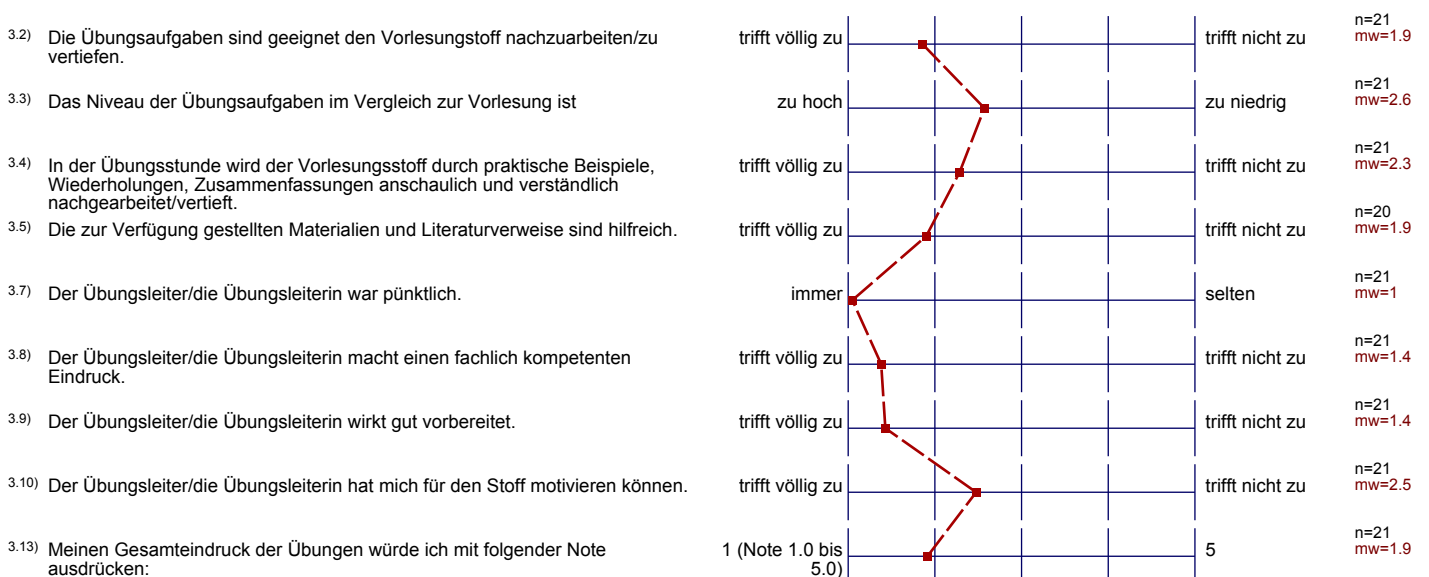 3.2) Die Übungsaufgaben sind geeignet den Vorlesungstoff nachzuarbeiten/zu
vertiefen.
trifft völlig zu
trifft nicht zu
n=21
mw=1.9
3.3) Das Niveau der Übungsaufgaben im Vergleich zur Vorlesung ist
zu hoch
zu niedrig
n=21
mw=2.6
3.4) In der Übungsstunde wird der Vorlesungsstoff durch praktische Beispiele,
Wiederholungen, Zusammenfassungen anschaulich und verständlich
nachgearbeitet/vertieft.
trifft völlig zu
trifft nicht zu
n=21
mw=2.3
3.5) Die zur Verfügung gestellten Materialien und Literaturverweise sind hilfreich.
trifft völlig zu
trifft nicht zu
n=20
mw=1.9
3.7) Der Übungsleiter/die Übungsleiterin war pünktlich.
immer
selten
n=21
mw=1
3.8) Der Übungsleiter/die Übungsleiterin macht einen fachlich kompetenten
Eindruck.
trifft völlig zu
trifft nicht zu
n=21
mw=1.4
3.9) Der Übungsleiter/die Übungsleiterin wirkt gut vorbereitet.
trifft völlig zu
trifft nicht zu
n=21
mw=1.4
3.10) Der Übungsleiter/die Übungsleiterin hat mich für den Stoff motivieren können.
trifft völlig zu
trifft nicht zu
n=21
mw=2.5
3.13) Meinen Gesamteindruck der Übungen würde ich mit folgender Note
ausdrücken:
1 (Note 1.0 bis
5.0)
5
n=21
mw=1.9